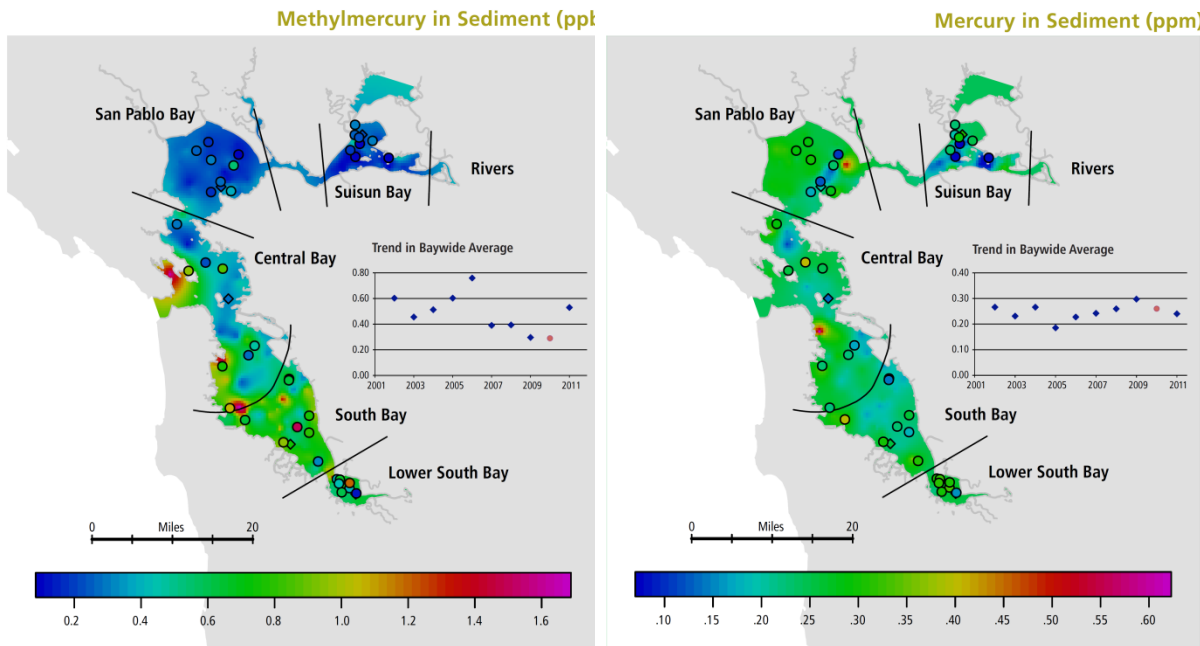 Methylmercury in Sediment (ppb
San Pablo Bay
Rivers
Suisun Bay
Central Bay
Trend in Baywide Average
0.80
0.60
0.40
0.20
0.00
2001 2003 2005 2007 2009 2011
South Bay
Lower South Bay
0 Miles 20
0.2 0.4 0.6 0.8 1.0 1.2 1.4 1.6
Mercury in Sediment (ppm)
San Pablo Bay
Rivers
Suisun Bay
Central Bay
Trend in Baywide Average
0.40
0.30
0.20
0.10
0.00
2001 2003 2005 2007 2009 2011
South Bay
Lower South Bay
0 Miles 20
.10 .15 .20 .25 .30 .35 .40 .45 .50 .55 .60